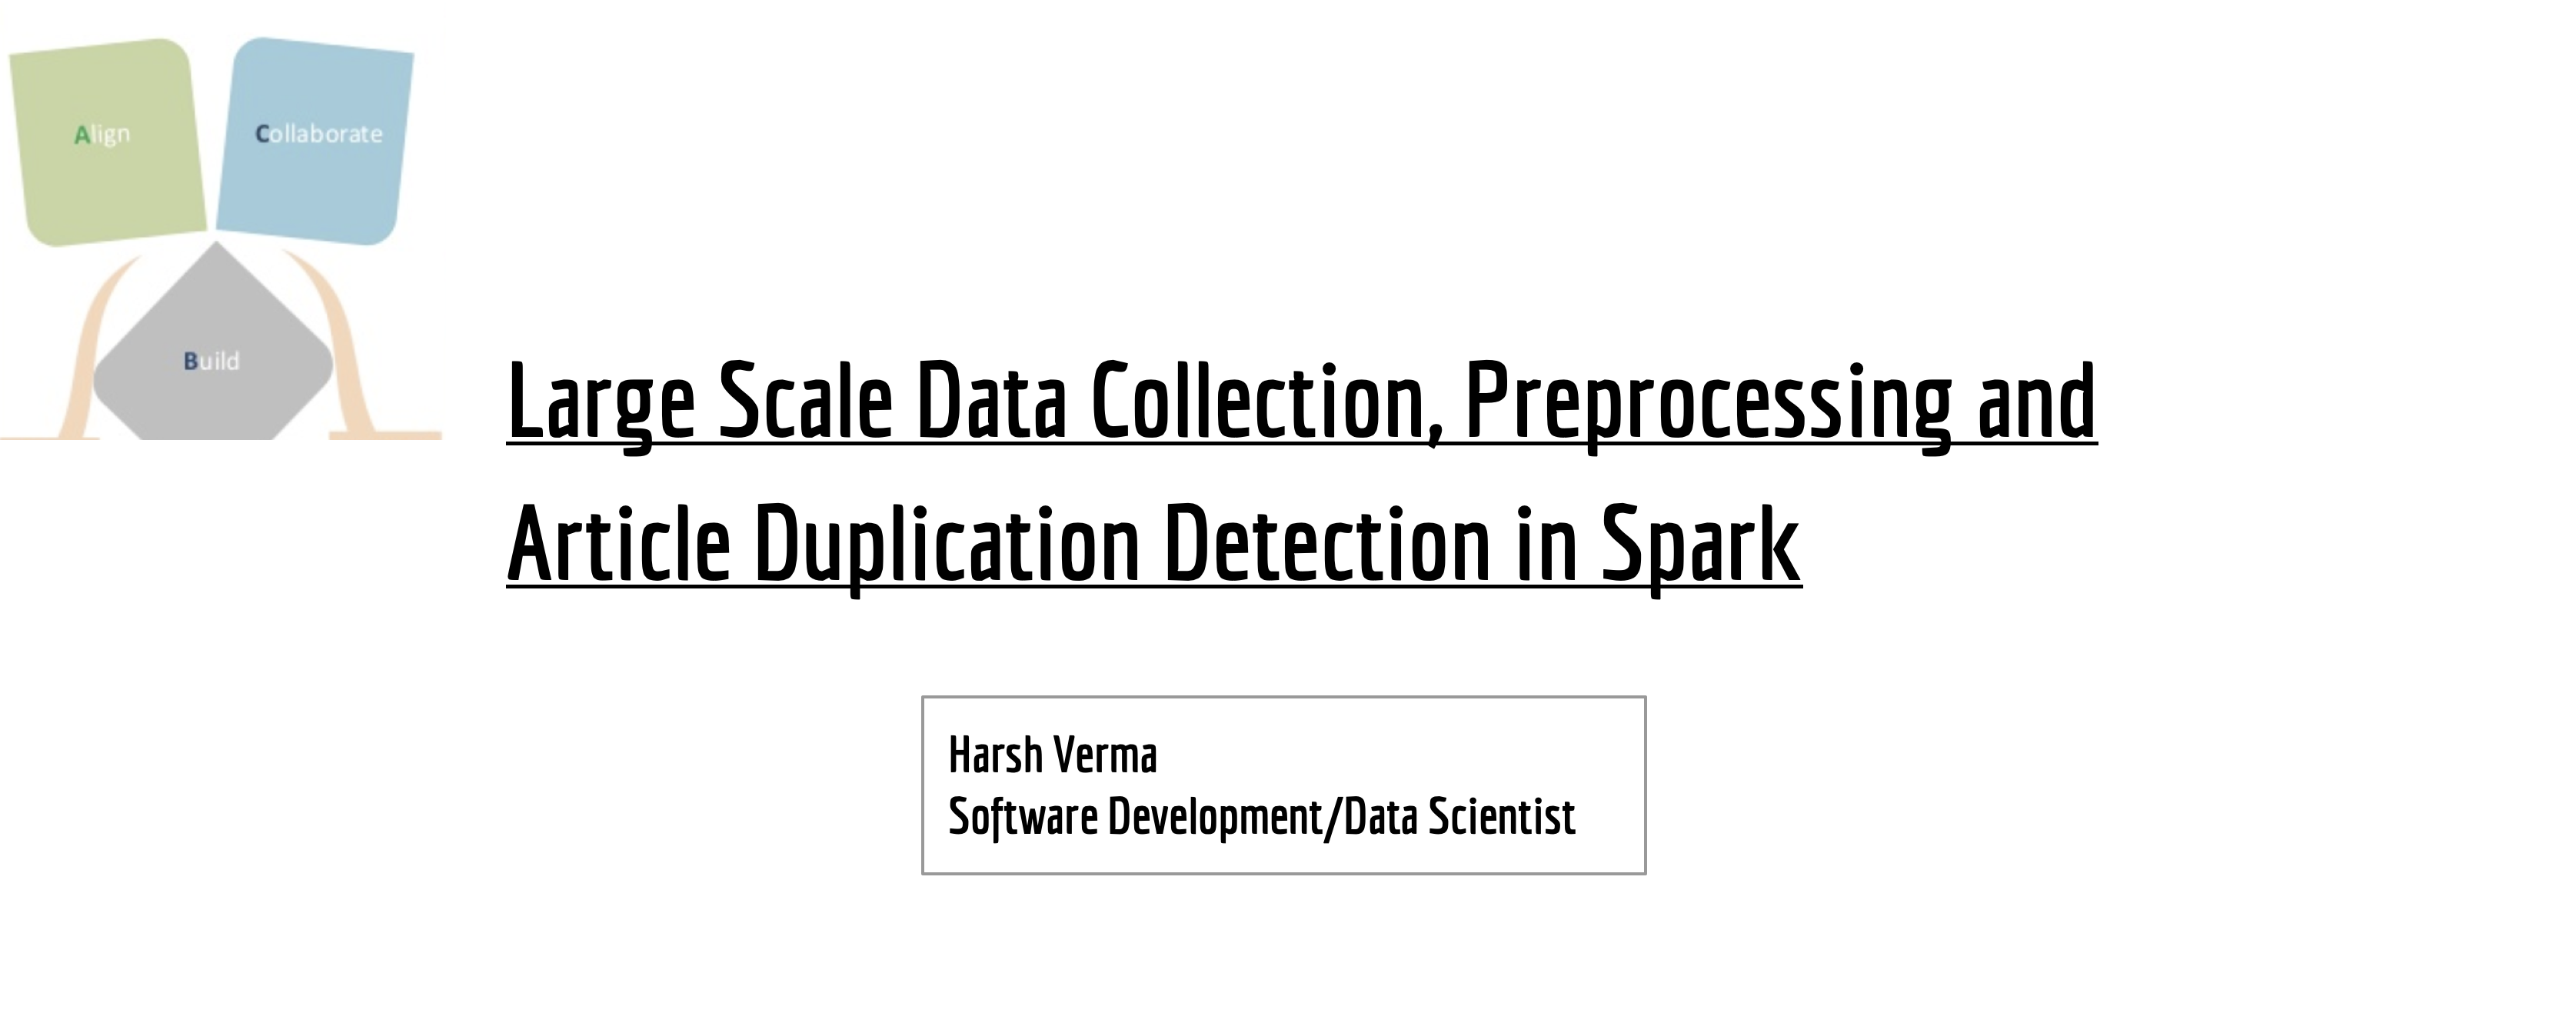 Align
Collaborate
Build
Large Scale Data Collection, Preprocessing and
Article Duplication Detection in Spark
Harsh Verma
Software Development/Data Scientist